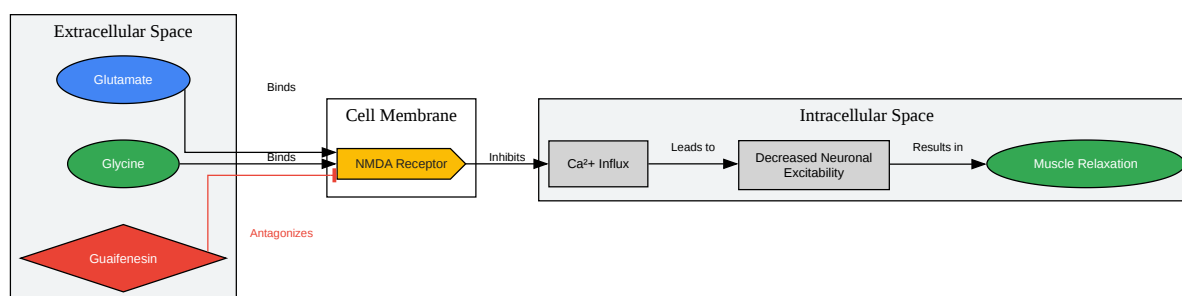 Extracellular Space
Glutamate
Binds
Cell Membrane
Intracellular Space
Glycine
Binds
NMDA Receptor
Inhibits
Ca²+ Influx
Leads to
Decreased Neuronal
Excitability
Results in
Muscle Relaxation
Antagonizes
Guaifenesin